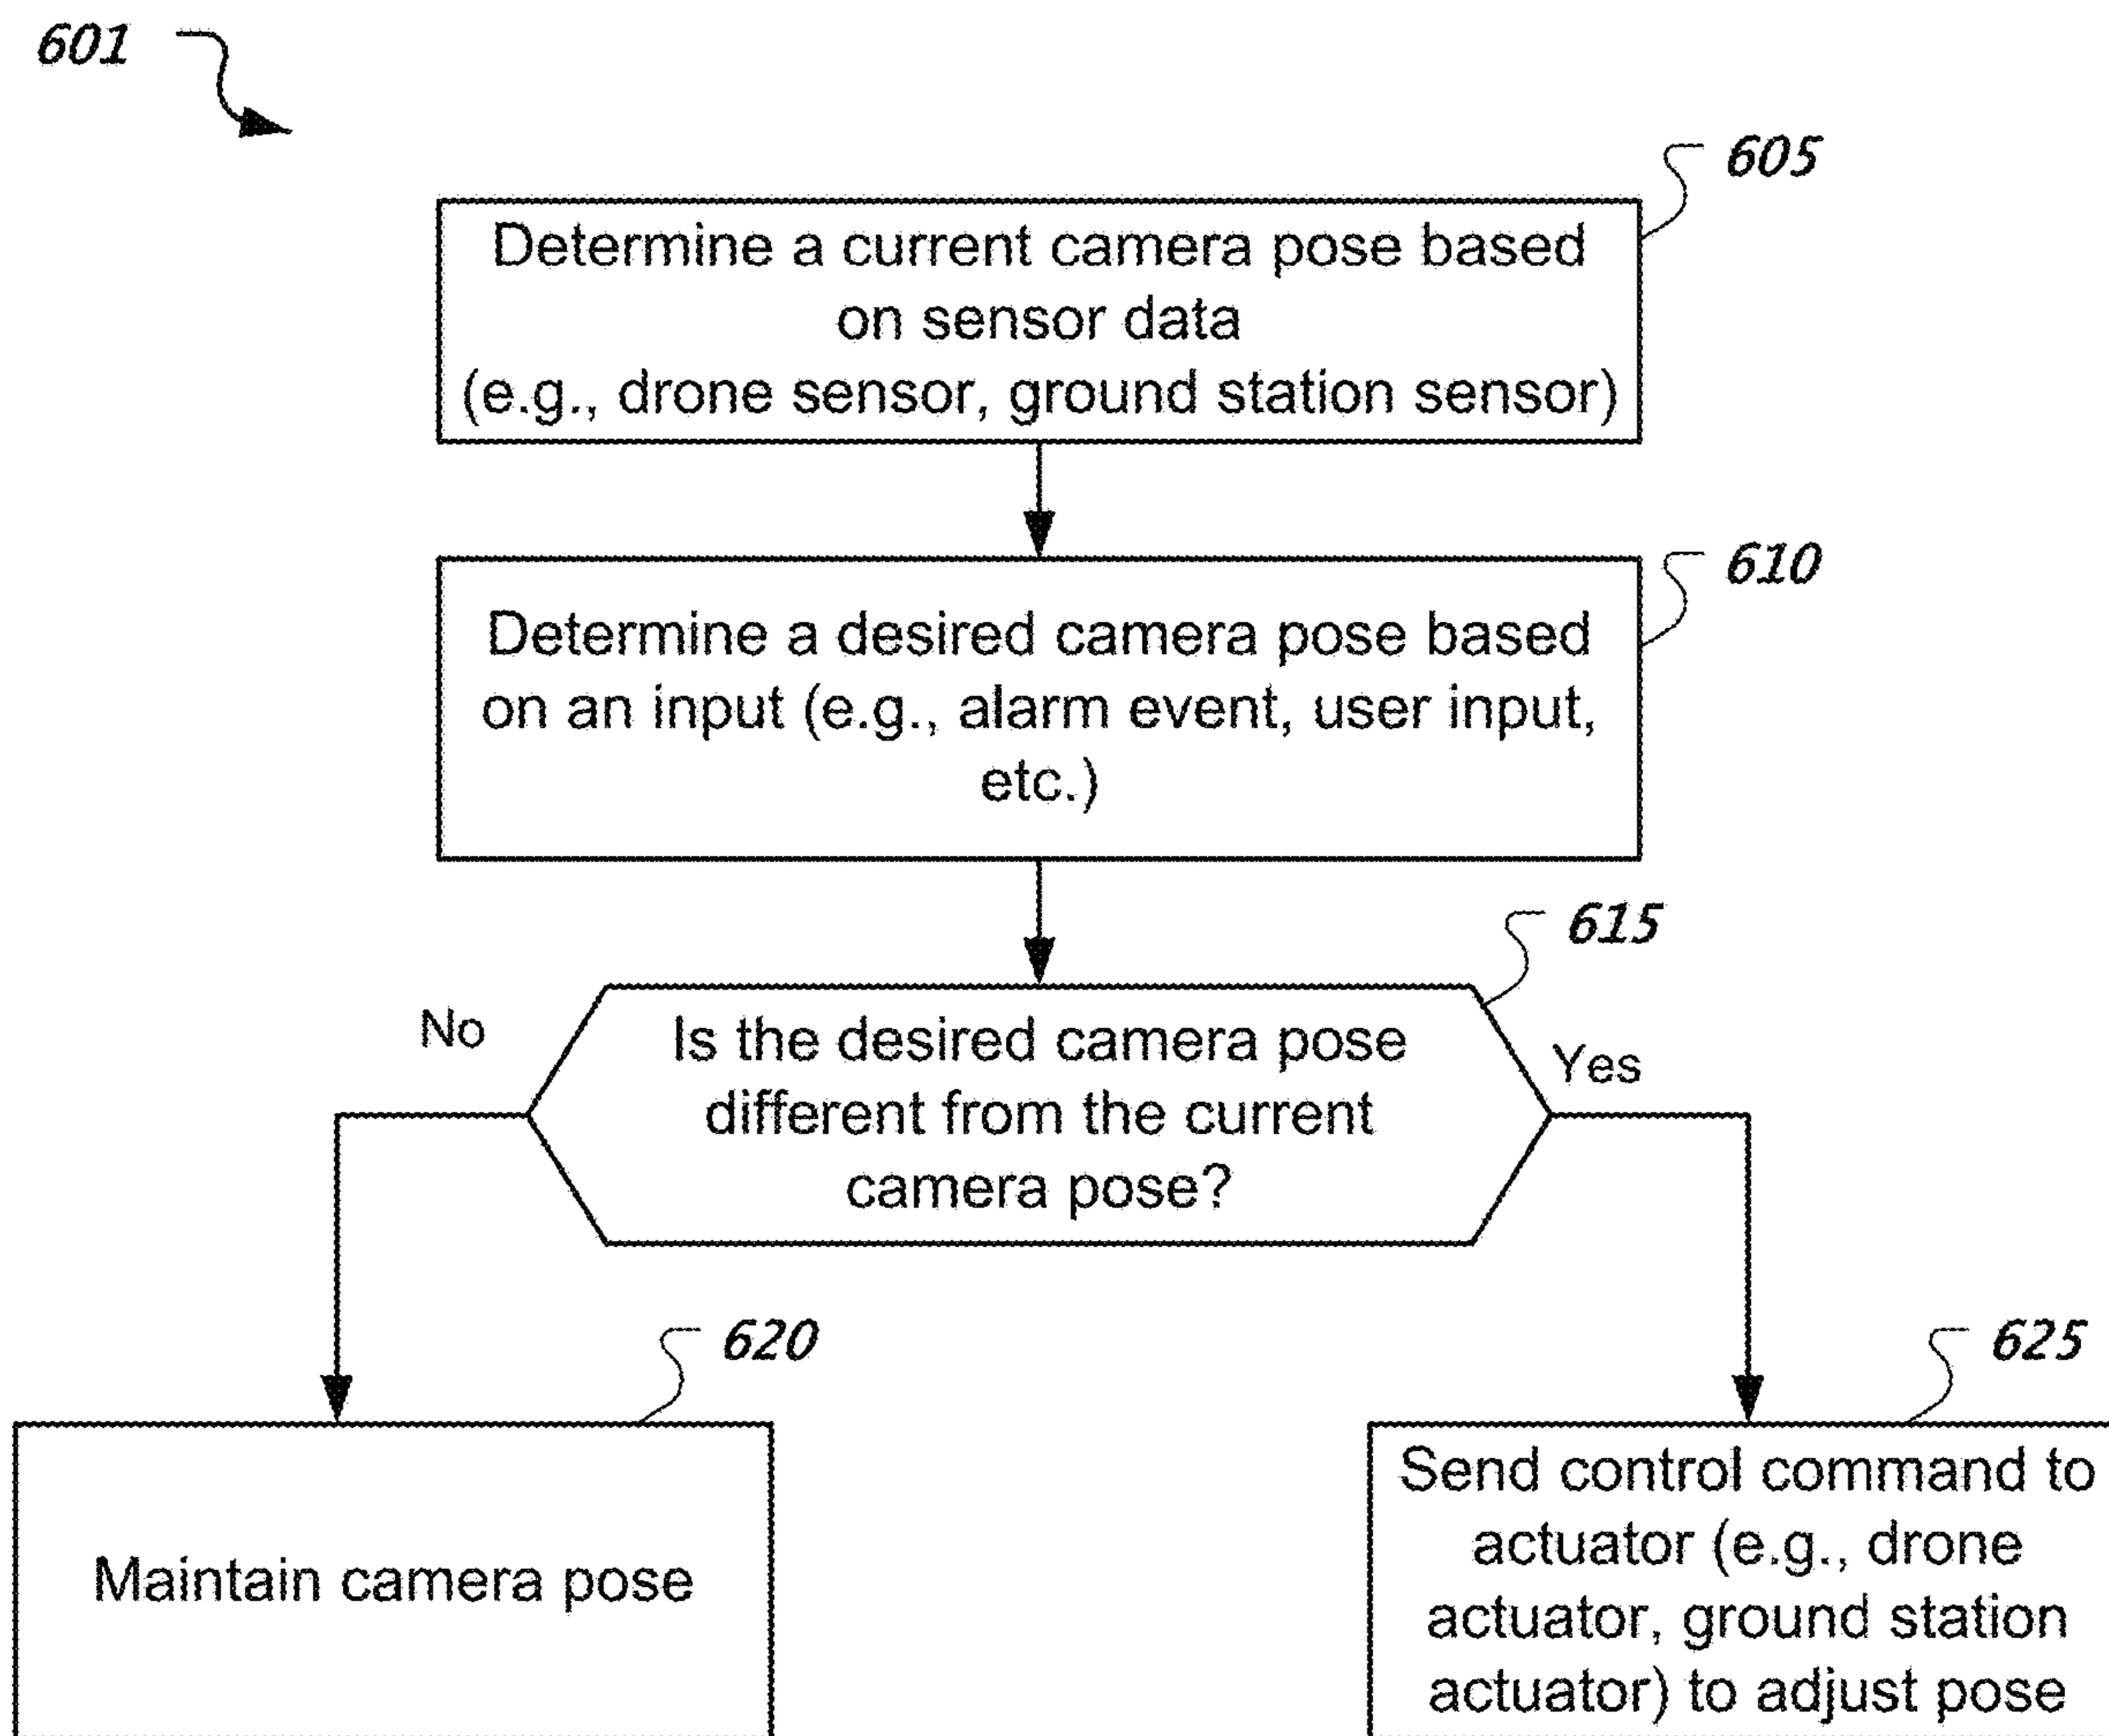 601
605
Determine a current camera pose based
on sensor data
(e.g., drone sensor, ground station sensor)
610
Determine a desired camera pose based
on an input (e.g., alarm event, user input,
etc.)
615
No
Is the desired camera pose
different from the current
camera pose?
Yes
620
Maintain camera pose
625
Send control command to
actuator (e.g., drone
actuator, ground station
actuator) to adjust pose